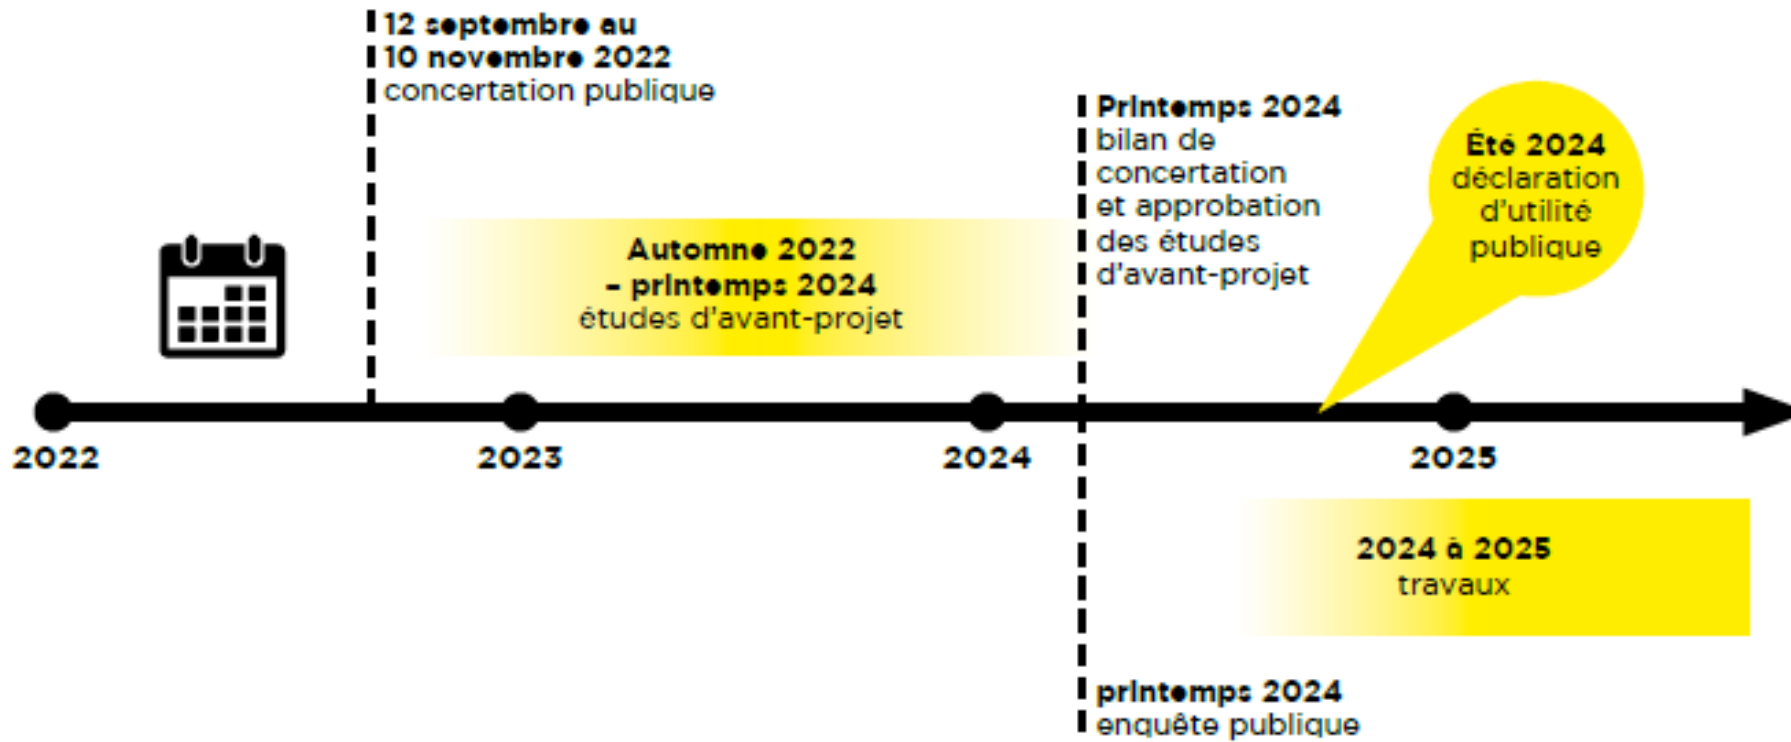 12 septembre au
10 novembre 2022
concertation publique
Printemps 2024
bilan de
concertation
et approbation
des études
d'avant-projet
Été 2024
déclaration
d'utilité
publique
Automne 2022
– printemps 2024
études d'avant-projet
2022
2023
2024
2025
2024 à 2025
travaux
printemps 2024
enquête publique